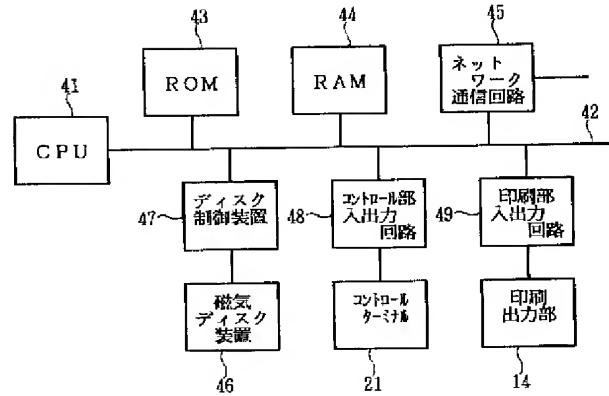 43
44
45
ROM
RAM
ネット
ワーク
通信回路
41
42
CPU
47
ディスク
制御装置
48
コントロール部
入出力
回路
49
印刷部
入出力
回路
磁気
ディスク
装置
コントロール
ターミナル
印刷
出力部
46
21
14